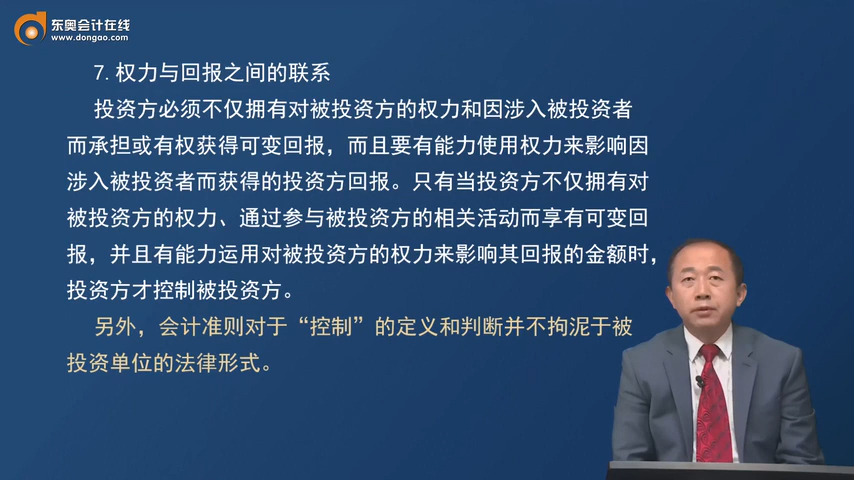 东奥会计在线
www.dongao.com
7. 权力与回报之间的联系
投资方必须不仅拥有对被投资方的权力和因涉入被投资者
而承担或有权获得可变回报，而且要有能力使用权力来影响因
涉入被投资者而获得的投资方回报。只有当投资方不仅拥有对
被投资方的权力、通过参与被投资方的相关活动而享有可变回
报，并且有能力运用对被投资方的权力来影响其回报的金额时，
投资方才控制被投资方。
另外，会计准则对于“控制”的定义和判断并不拘泥于被
投资单位的法律形式。